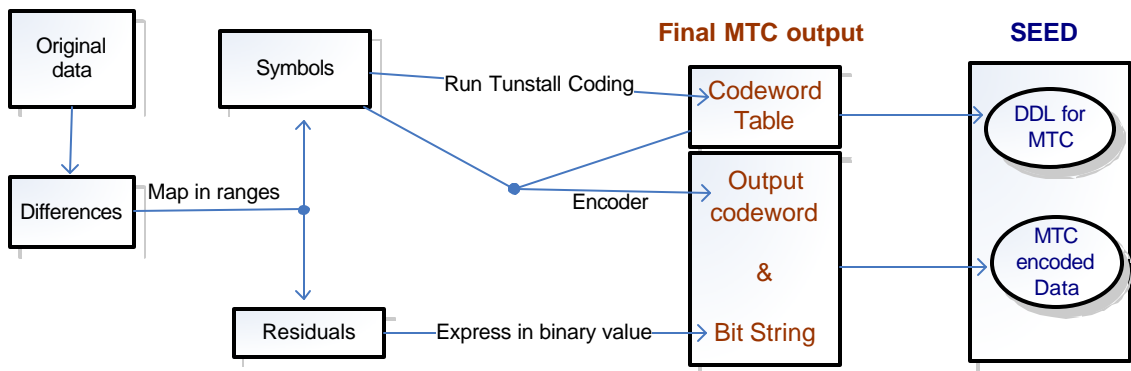 Final MTC output
SEED
Original
data
Symbols
Run Tunstall Coding
Codeword
Table
DDL for
MTC
Differences
Map in ranges
Encoder
Output
codeword
&
Bit String
MTC
encoded
Data
Residuals
Express in binary value